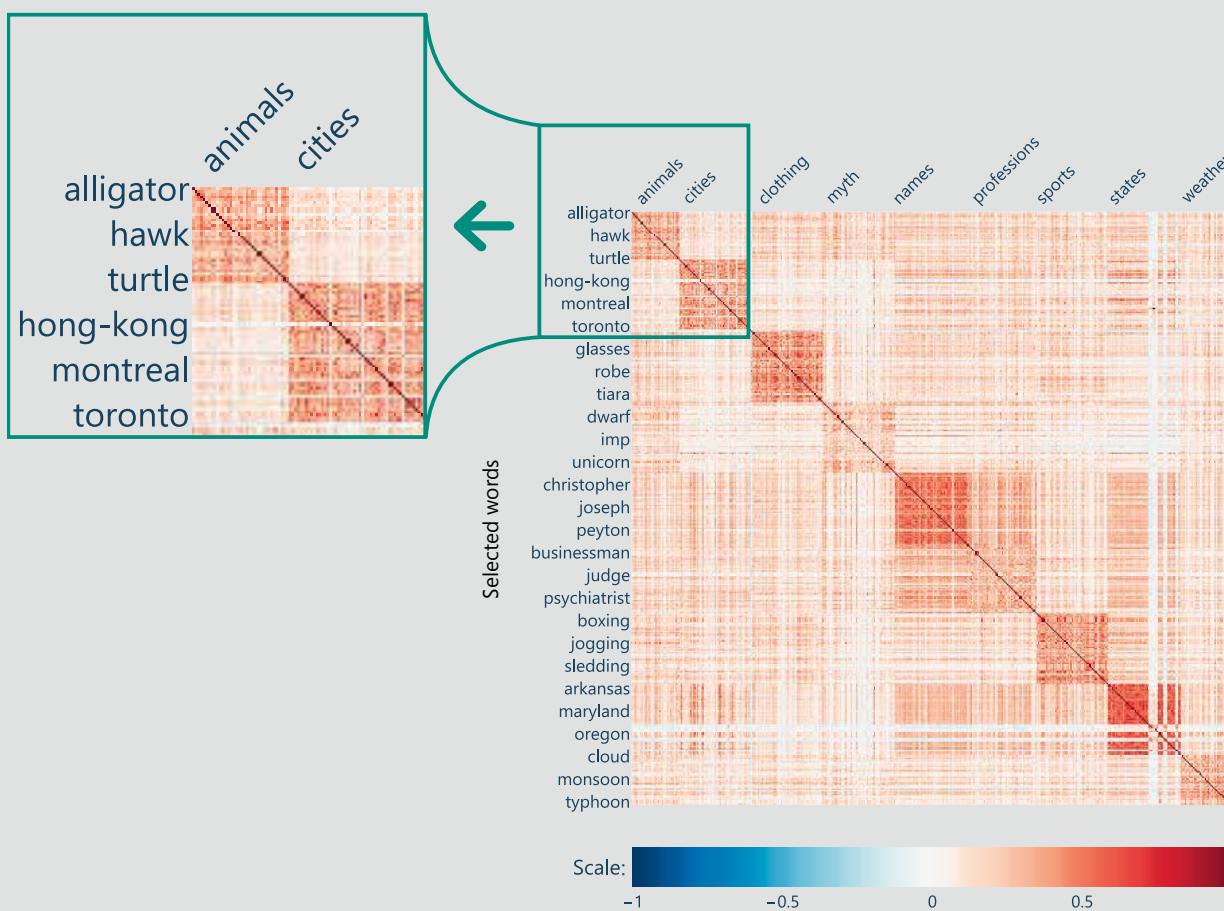 animals
cities
alligator
hawk
turtle
hong-kong
montreal
toronto
animals
cities
clothing
myth
names
professions
sports
states
weather
Selected words
alligator
hawk
turtle
hong-kong
montreal
toronto
glasses
robe
tiara
dwarf
imp
unicorn
christopher
joseph
peyton
businessman
judge
psychiatrist
boxing
jogging
sledding
arkansas
maryland
oregon
cloud
monsoon
typhoon
Scale:
−1 −0.5 0 0.5